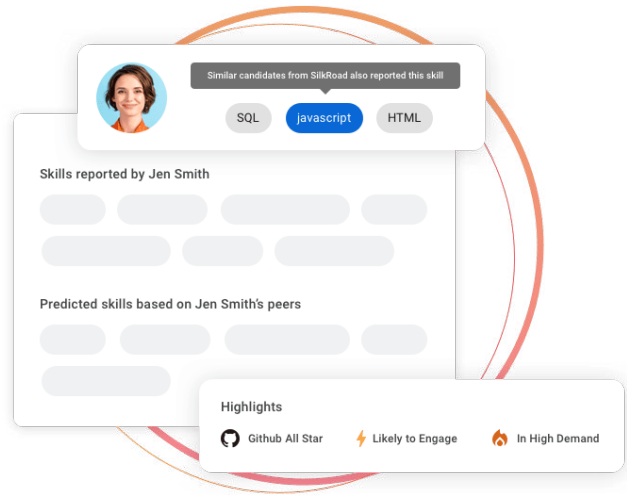 Similar candidates from SilkRoad also reported this skill
SQL
javascript
HTML
Skills reported by Jen Smith
Predicted skills based on Jen Smith's peers
Highlights
Github All Star
Likely to Engage
In High Demand